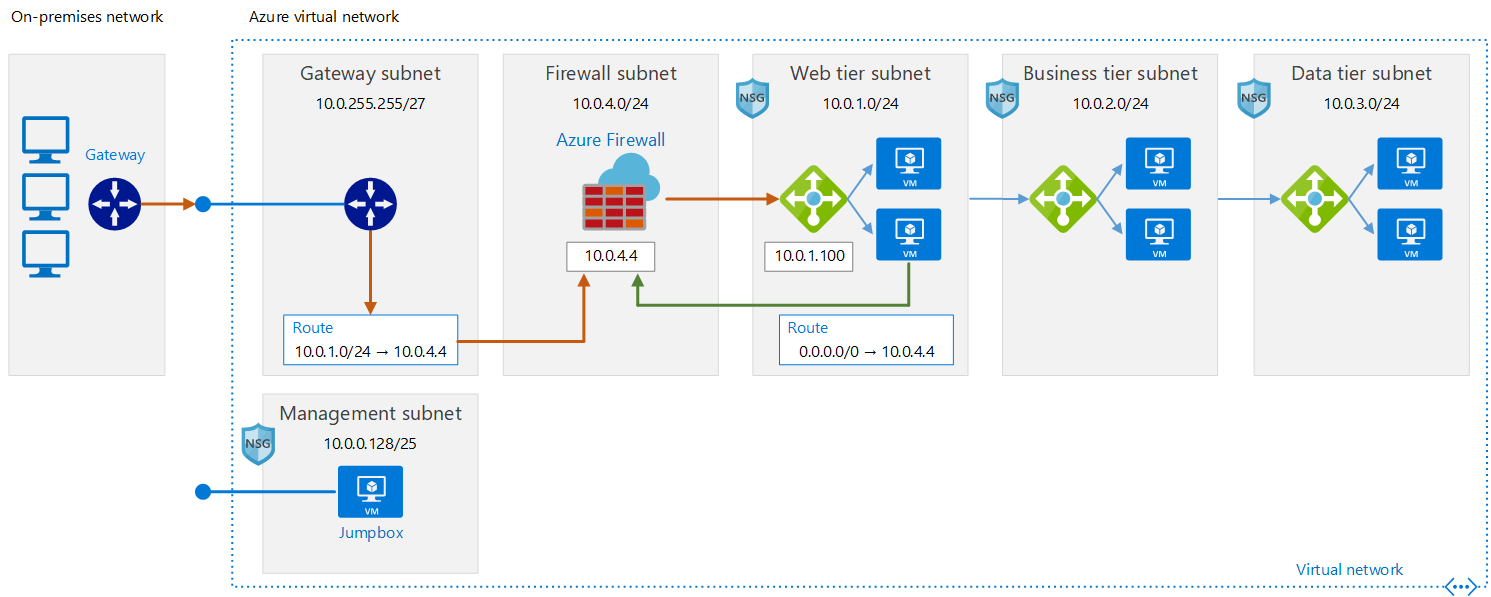 On-premises network
Azure virtual network
Gateway
Gateway subnet
10.0.255.255/27
Route
10.0.1.0/24 → 10.0.4.4
Firewall subnet
10.0.4.0/24
Azure Firewall
10.0.4.4
NSG
Web tier subnet
10.0.1.0/24
VM
VM
10.0.1.100
Route
0.0.0.0/0 → 10.0.4.4
NSG
Business tier subnet
10.0.2.0/24
VM
VM
NSG
Data tier subnet
10.0.3.0/24
VM
VM
NSG
Management subnet
10.0.0.128/25
VM
Jumpbox
Virtual network